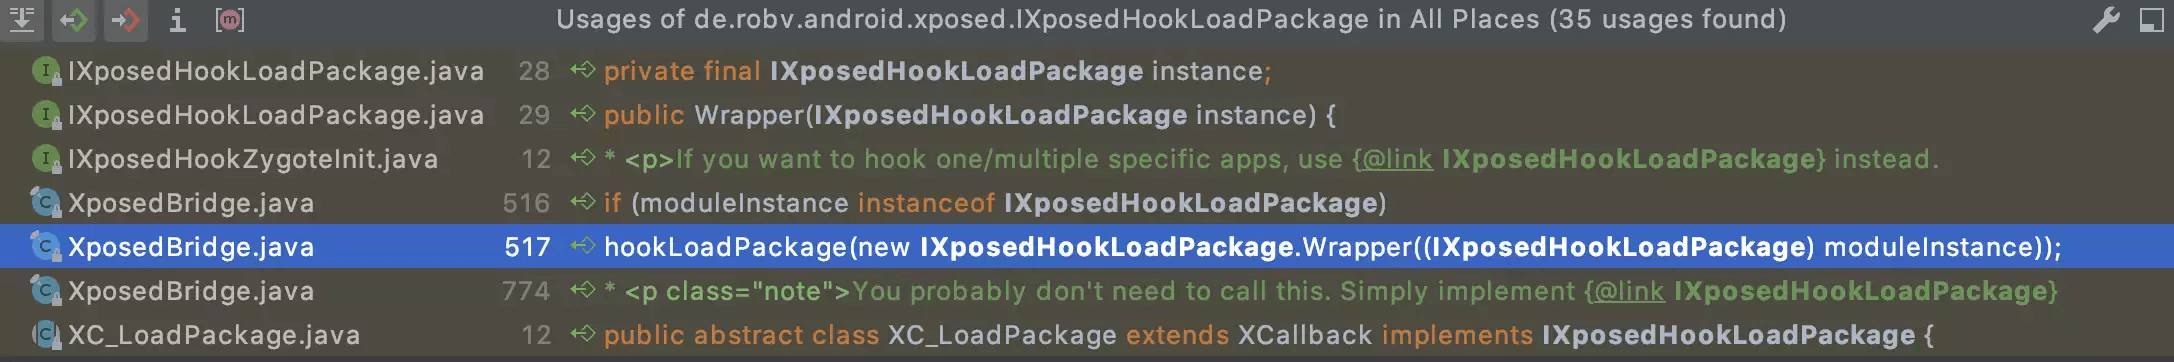 Usages of de.robv.android.xposed.IXposedHookLoadPackage in All Places (35 usages found)
IXposedHookLoadPackage.java 28 private final IXposedHookLoadPackage instance;
IXposedHookLoadPackage.java 29 public Wrapper(IXposedHookLoadPackage instance) {
IXposedHookZygoteInit.java 12 * <p>If you want to hook one/multiple specific apps, use {@link IXposedHookLoadPackage} instead.
XposedBridge.java 516 if (moduleInstance instanceof IXposedHookLoadPackage)
XposedBridge.java 517 hookLoadPackage(new IXposedHookLoadPackage.Wrapper((IXposedHookLoadPackage) moduleInstance));
XposedBridge.java 774 * <p class="note">You probably don't need to call this. Simply implement {@link IXposedHookLoadPackage}
XC_LoadPackage.java 12 public abstract class XC_LoadPackage extends XCallback implements IXposedHookLoadPackage {